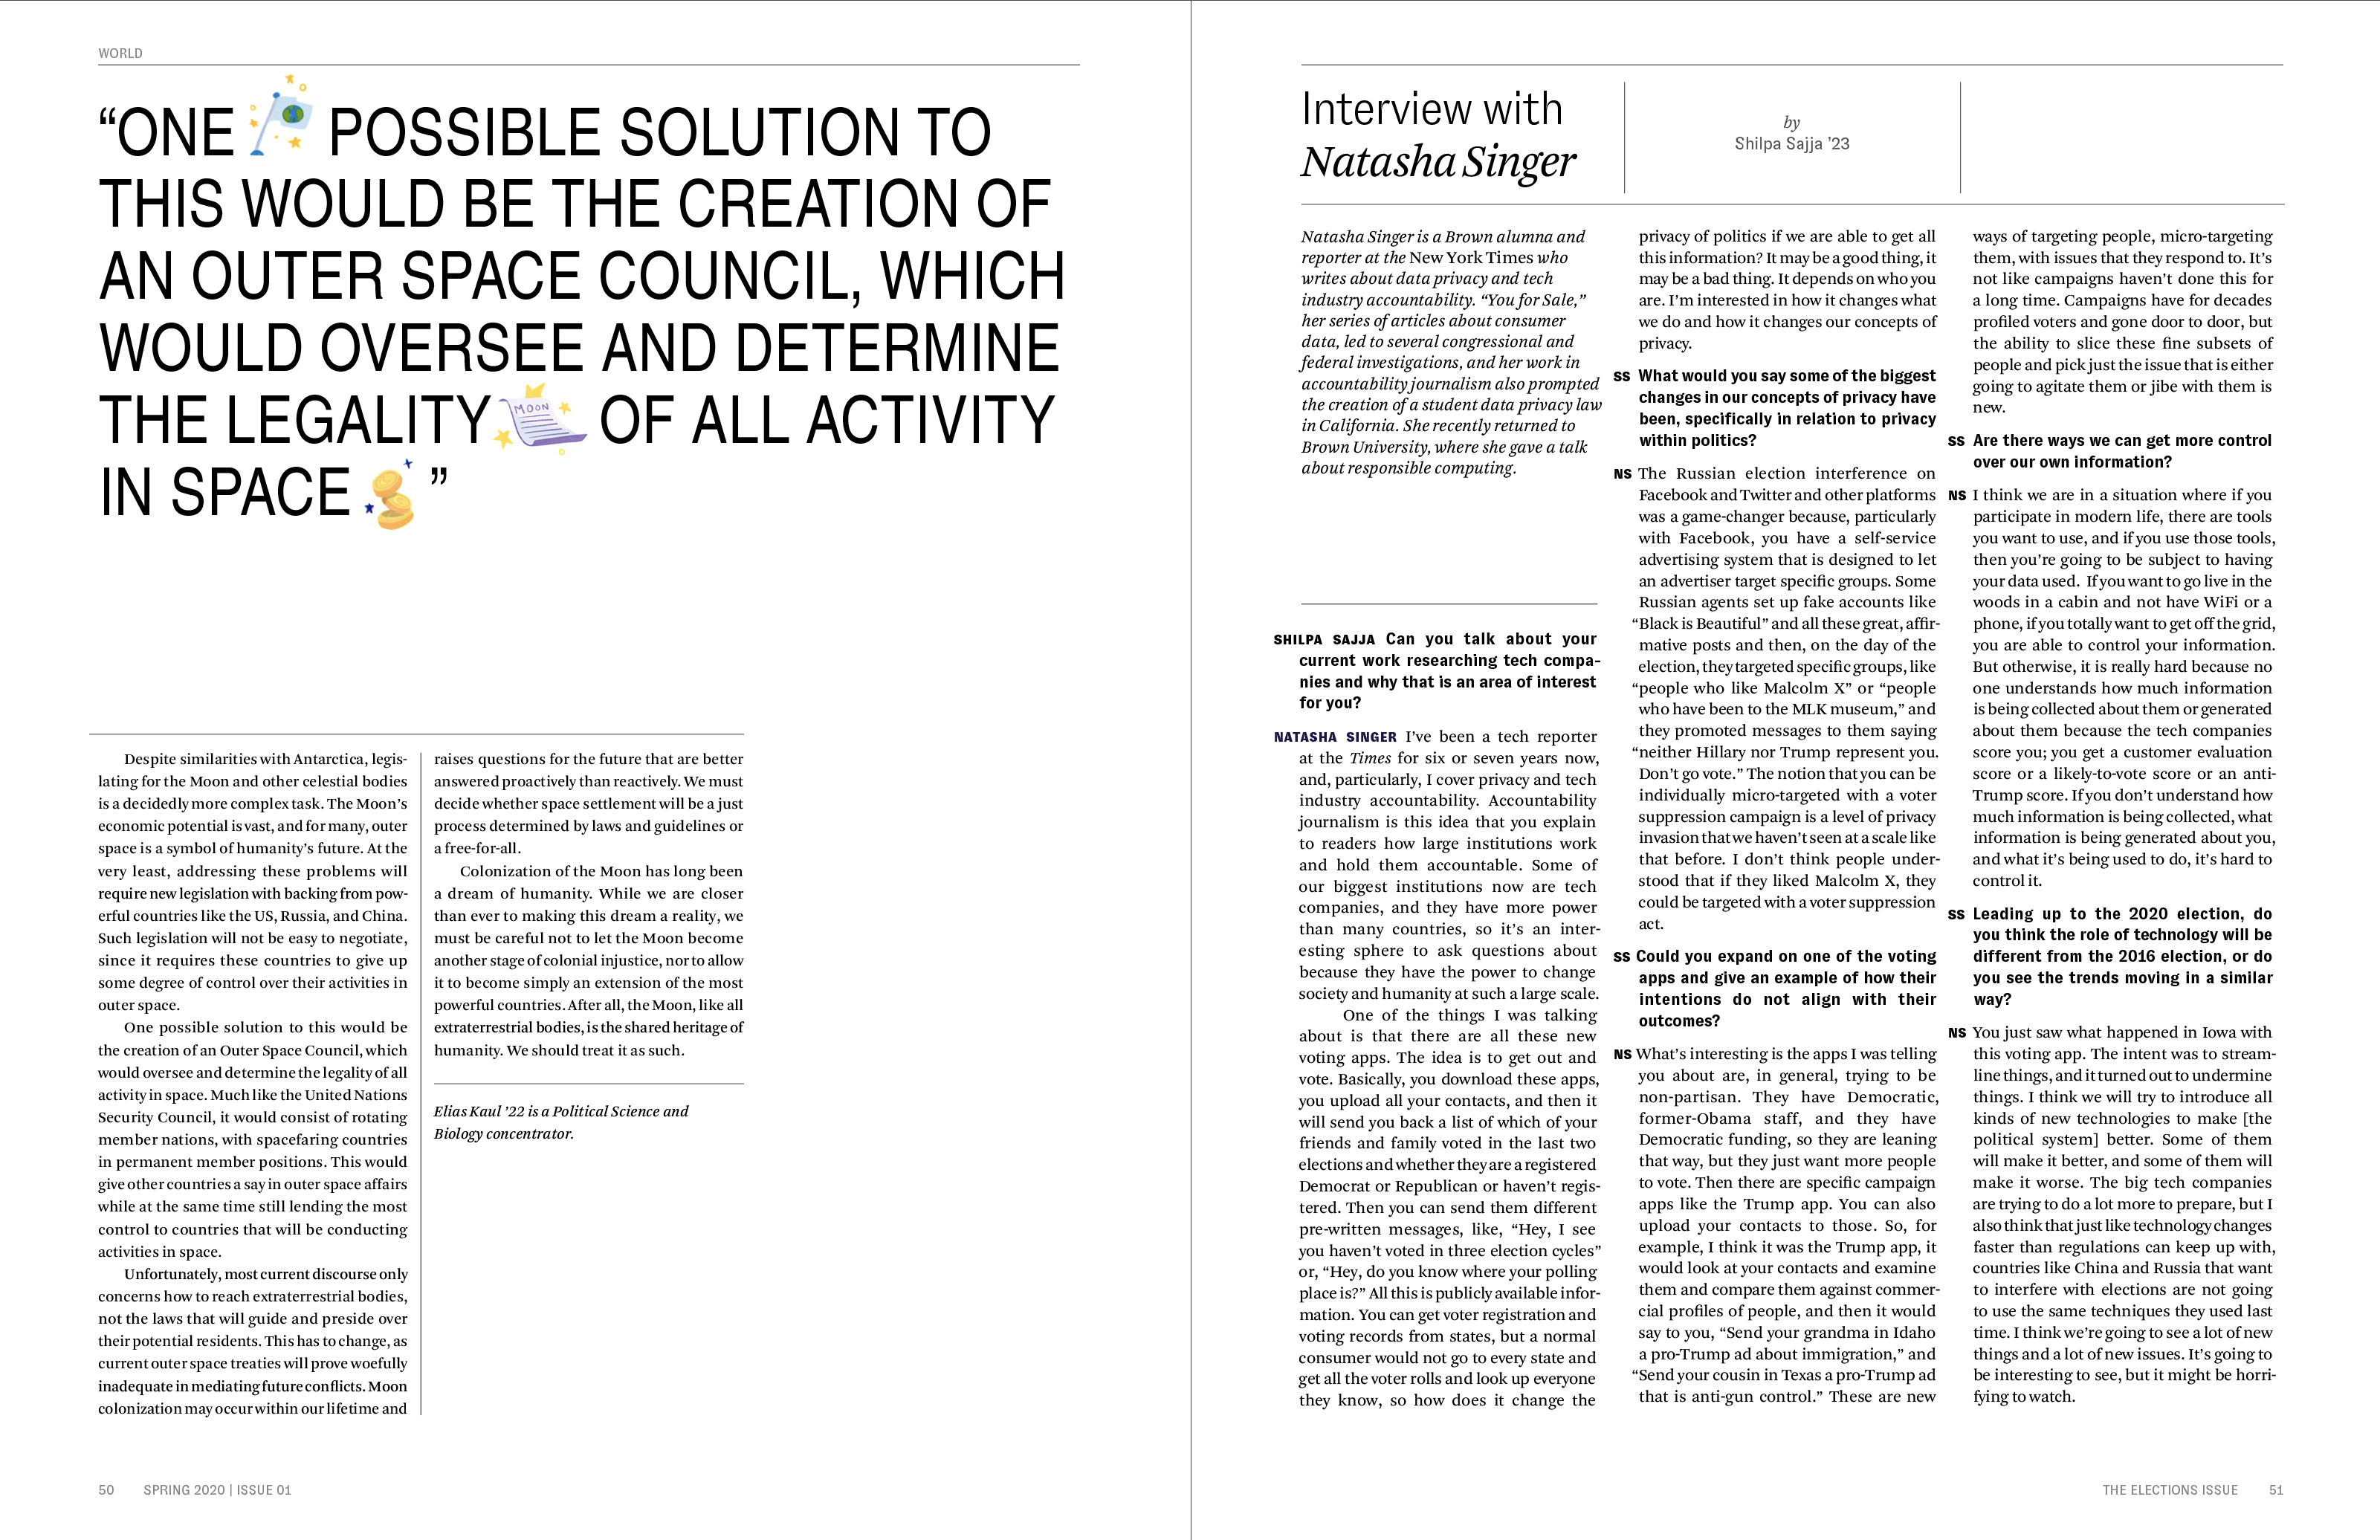 WORLD
“ONE POSSIBLE SOLUTION TO
THIS WOULD BE THE CREATION OF
AN OUTER SPACE COUNCIL, WHICH
WOULD OVERSEE AND DETERMINE
THE LEGALITY MOON OF ALL ACTIVITY
IN SPACE ”
Despite similarities with Antarctica, legis-
lating for the Moon and other celestial bodies
is a decidedly more complex task. The Moon’s
economic potential is vast, and for many, outer
space is a symbol of humanity’s future. At the
very least, addressing these problems will
require new legislation with backing from pow-
erful countries like the US, Russia, and China.
Such legislation will not be easy to negotiate,
since it requires these countries to give up
some degree of control over their activities in
outer space.
One possible solution to this would be
the creation of an Outer Space Council, which
would oversee and determine the legality of all
activity in space. Much like the United Nations
Security Council, it would consist of rotating
member nations, with spacefaring countries
in permanent member positions. This would
give other countries a say in outer space affairs
while at the same time still lending the most
control to countries that will be conducting
activities in space.
Unfortunately, most current discourse only
concerns how to reach extraterrestrial bodies,
not the laws that will guide and preside over
their potential residents. This has to change, as
current outer space treaties will prove woefully
inadequate in mediating future conflicts. Moon
colonization may occur within our lifetime and
raises questions for the future that are better
answered proactively than reactively. We must
decide whether space settlement will be a just
process determined by laws and guidelines or
a free-for-all.
Colonization of the Moon has long been
a dream of humanity. While we are closer
than ever to making this dream a reality, we
must be careful not to let the Moon become
another stage of colonial injustice, nor to allow
it to become simply an extension of the most
powerful countries. After all, the Moon, like all
extraterrestrial bodies, is the shared heritage of
humanity. We should treat it as such.
Elias Kaul ’22 is a Political Science and
Biology concentrator.
50 SPRING 2020 | ISSUE 01
Interview with
Natasha Singer
by
Shilpa Sajja ’23
Natasha Singer is a Brown alumna and
reporter at the New York Times who
writes about data privacy and tech
industry accountability. “You for Sale,”
her series of articles about consumer
data, led to several congressional and
federal investigations, and her work in
accountability journalism also prompted
the creation of a student data privacy law
in California. She recently returned to
Brown University, where she gave a talk
about responsible computing.
SHILPA SAJJA Can you talk about your
current work researching tech compa-
nies and why that is an area of interest
for you?
NATASHA SINGER I’ve been a tech reporter
at the Times for six or seven years now,
and, particularly, I cover privacy and tech
industry accountability. Accountability
journalism is this idea that you explain
to readers how large institutions work
and hold them accountable. Some of
our biggest institutions now are tech
companies, and they have more power
than many countries, so it’s an inter-
esting sphere to ask questions about
because they have the power to change
society and humanity at such a large scale.
One of the things I was talking
about is that there are all these new
voting apps. The idea is to get out and
vote. Basically, you download these apps,
you upload all your contacts, and then it
will send you back a list of which of your
friends and family voted in the last two
elections and whether they are a registered
Democrat or Republican or haven’t regis-
tered. Then you can send them different
pre-written messages, like, “Hey, I see
you haven’t voted in three election cycles”
or, “Hey, do you know where your polling
place is?” All this is publicly available infor-
mation. You can get voter registration and
voting records from states, but a normal
consumer would not go to every state and
get all the voter rolls and look up everyone
they know, so how does it change the
privacy of politics if we are able to get all
this information? It may be a good thing, it
may be a bad thing. It depends on who you
are. I’m interested in how it changes what
we do and how it changes our concepts of
privacy.
SS What would you say some of the biggest
changes in our concepts of privacy have
been, specifically in relation to privacy
within politics?
NS The Russian election interference on
Facebook and Twitter and other platforms
was a game-changer because, particularly
with Facebook, you have a self-service
advertising system that is designed to let
an advertiser target specific groups. Some
Russian agents set up fake accounts like
“Black is Beautiful” and all these great, affir-
mative posts and then, on the day of the
election, they targeted specific groups, like
“people who like Malcolm X” or “people
who have been to the MLK museum,” and
they promoted messages to them saying
“neither Hillary nor Trump represent you.
Don’t go vote.” The notion that you can be
individually micro-targeted with a voter
suppression campaign is a level of privacy
invasion that we haven’t seen at a scale like
that before. I don’t think people under-
stood that if they liked Malcolm X, they
could be targeted with a voter suppression
act.
SS Could you expand on one of the voting
apps and give an example of how their
intentions do not align with their
outcomes?
NS What’s interesting is the apps I was telling
you about are, in general, trying to be
non-partisan. They have Democratic,
former-Obama staff, and they have
Democratic funding, so they are leaning
that way, but they just want more people
to vote. Then there are specific campaign
apps like the Trump app. You can also
upload your contacts to those. So, for
example, I think it was the Trump app, it
would look at your contacts and examine
them and compare them against commer-
cial profiles of people, and then it would
say to you, “Send your grandma in Idaho
a pro-Trump ad about immigration,” and
“Send your cousin in Texas a pro-Trump ad
that is anti-gun control.” These are new
ways of targeting people, micro-targeting
them, with issues that they respond to. It’s
not like campaigns haven’t done this for
a long time. Campaigns have for decades
profiled voters and gone door to door, but
the ability to slice these fine subsets of
people and pick just the issue that is either
going to agitate them or jibe with them is
new.
SS Are there ways we can get more control
over our own information?
NS I think we are in a situation where if you
participate in modern life, there are tools
you want to use, and if you use those tools,
then you’re going to be subject to having
your data used. If you want to go live in the
woods in a cabin and not have WiFi or a
phone, if you totally want to get off the grid,
you are able to control your information.
But otherwise, it is really hard because no
one understands how much information
is being collected about them or generated
about them because the tech companies
score you; you get a customer evaluation
score or a likely-to-vote score or an anti-
Trump score. If you don’t understand how
much information is being collected, what
information is being generated about you,
and what it’s being used to do, it’s hard to
control it.
SS Leading up to the 2020 election, do
you think the role of technology will be
different from the 2016 election, or do
you see the trends moving in a similar
way?
NS You just saw what happened in Iowa with
this voting app. The intent was to stream-
line things, and it turned out to undermine
things. I think we will try to introduce all
kinds of new technologies to make [the
political system] better. Some of them
will make it better, and some of them will
make it worse. The big tech companies
are trying to do a lot more to prepare, but I
also think that just like technology changes
faster than regulations can keep up with,
countries like China and Russia that want
to interfere with elections are not going
to use the same techniques they used last
time. I think we’re going to see a lot of new
things and a lot of new issues. It’s going to
be interesting to see, but it might be horri-
fying to watch.
THE ELECTIONS ISSUE 51